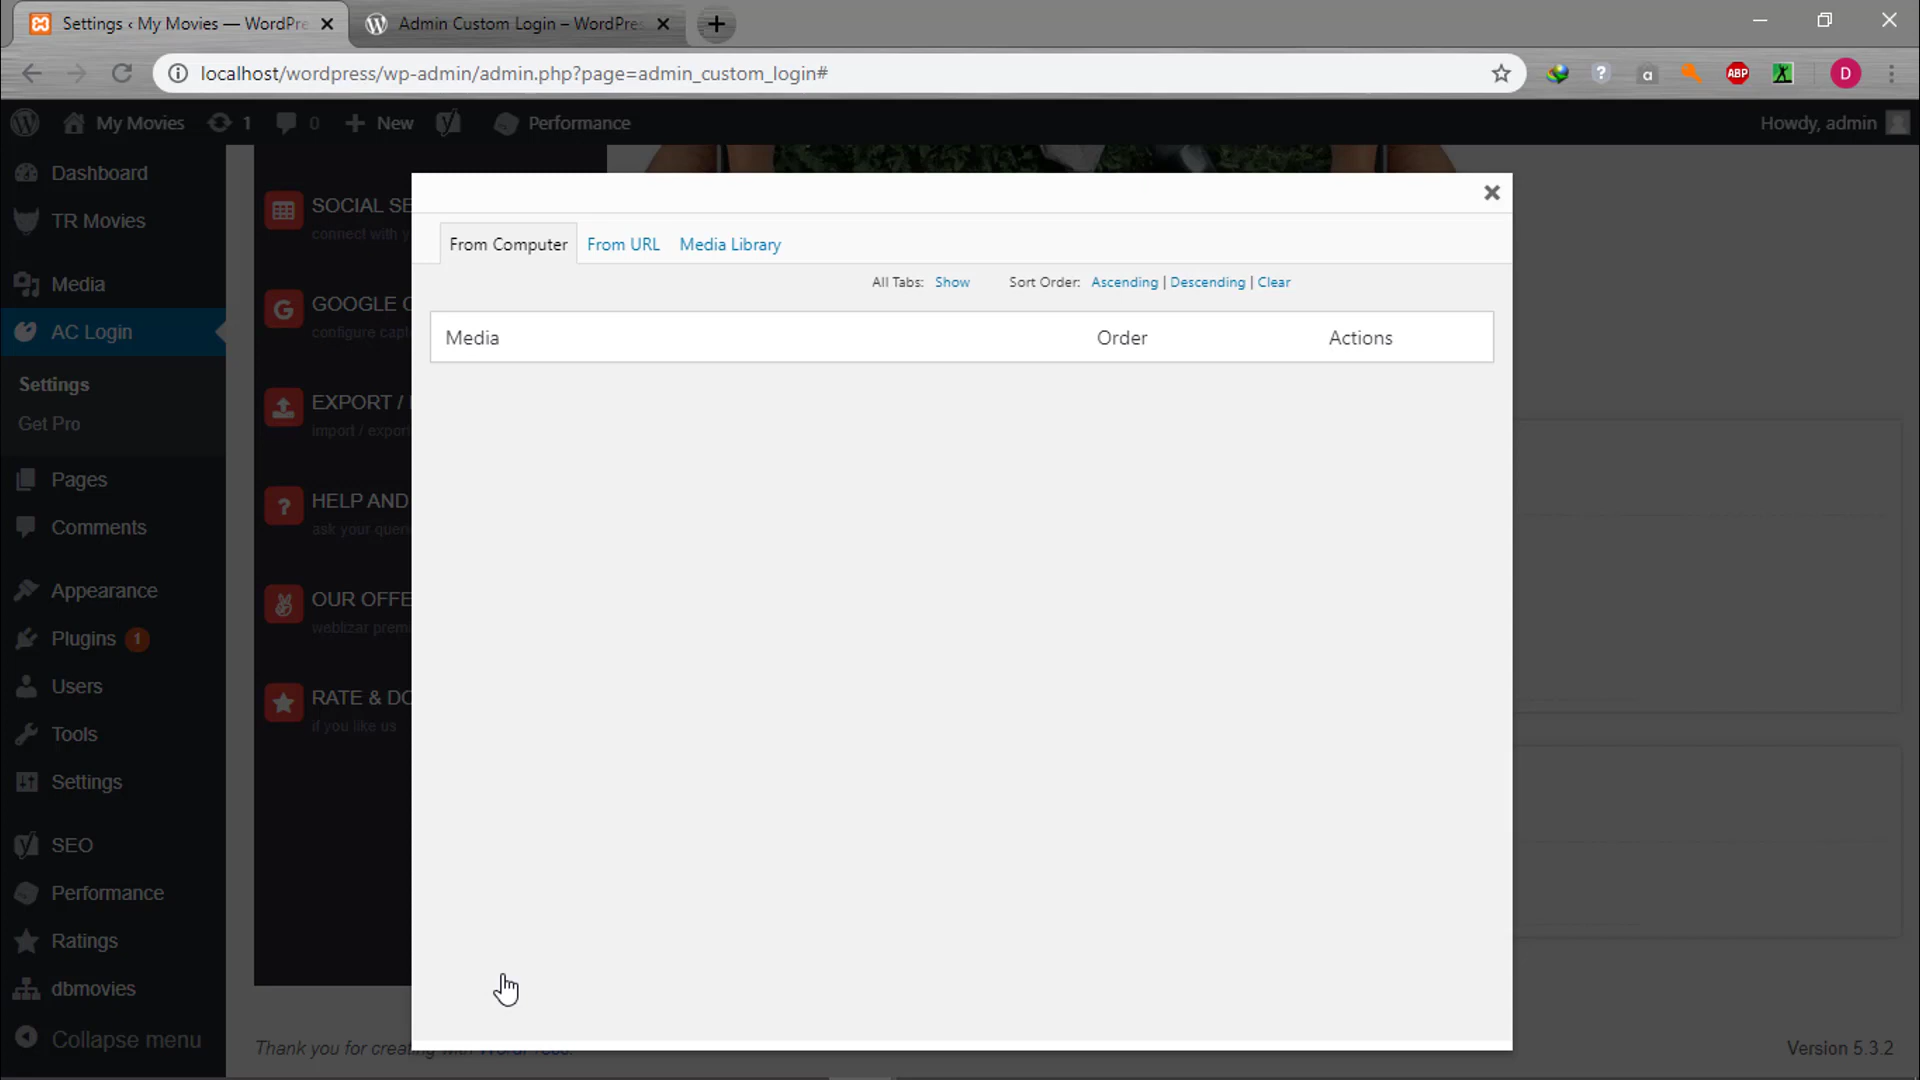 Settings ‹ My Movies — WordPre
Admin Custom Login – WordPres
localhost/wordpress/wp-admin/admin.php?page=admin_custom_login#
a
ABP
D
My Movies
1
0
New
Performance
Howdy, admin
Dashboard
TR Movies
Media
AC Login
Settings
Get Pro
Pages
Comments
Appearance
Plugins 1
Users
Tools
Settings
SEO
Performance
Ratings
dbmovies
Collapse menu
SOCIAL SE
connect with y
GOOGLE C
configure capt
EXPORT /
import / expor
HELP AND
ask your quer
OUR OFFE
weblizar prem
RATE & DO
if you like us
From Computer From URL Media Library
All Tabs: Show Sort Order: Ascending | Descending | Clear
Media Order Actions
Thank you for creating with WordPress.
Version 5.3.2